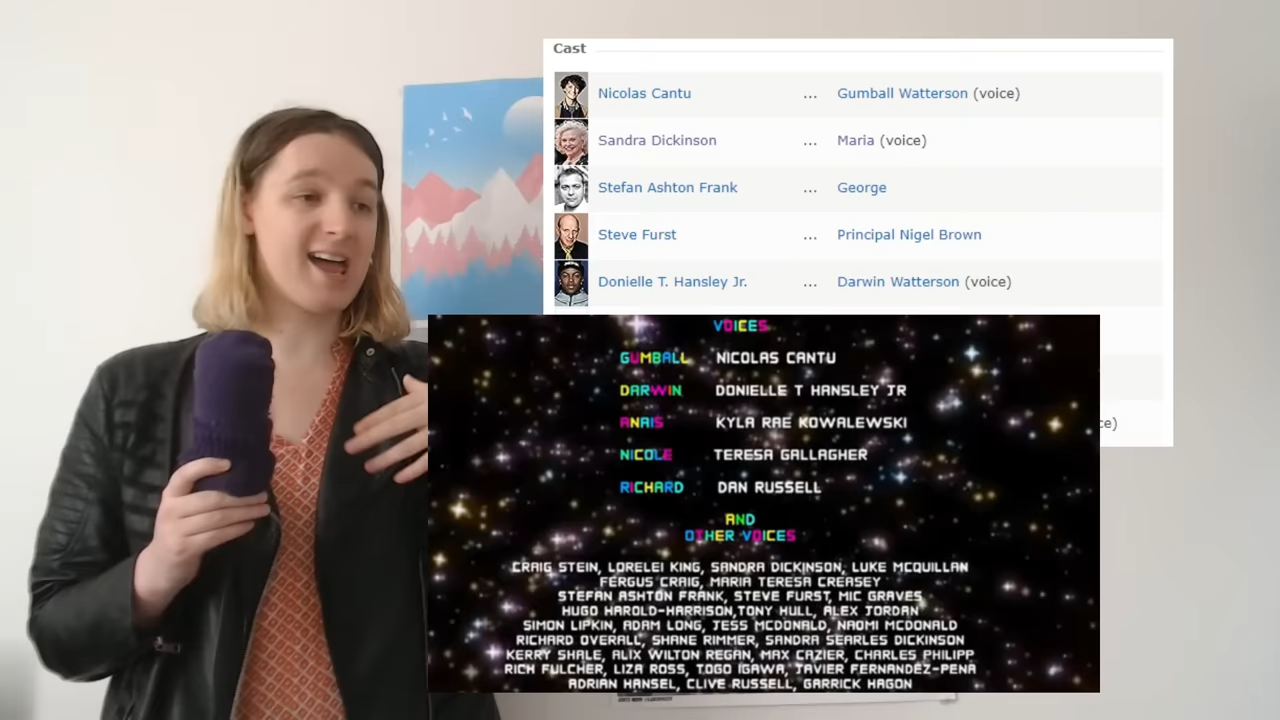 Cast
Nicolas Cantu ... Gumball Watterson (voice)
Sandra Dickinson ... Maria (voice)
Stefan Ashton Frank ... George
Steve Furst ... Principal Nigel Brown
Donielle T. Hansley Jr. ... Darwin Watterson (voice)
ce)
VOICES
GUMBALL NICOLAS CANTU
DARWIN DONIELLE T HANSLEY JR
ANAIS KYLA RAE KOWALEWSKI
NICOLE TERESA GALLAGHER
RICHARD DAN RUSSELL
AND
OTHER VOICES
CRAIG STEIN, LORELEI KING, SANDRA DICKINSON, LUKE MCQUILLAN
FERGUS CRAIG, MARIA TERESA CREASEY
STEFAN ASHTON FRANK, STEVE FURST, MIC GRAVES
HUGO HAROLD-HARRISON,TONY HULL, ALEX JORDAN
SIMON LIPKIN, ADAM LONG, JESS MCDONALD, NAOMI MCDONALD
RICHARD OVERALL, SHANE RIMMER, SANDRA SEARLES DICKINSON
KERRY SHALE, ALIX WILTON REGAN, MAX CAZIER, CHARLES PHILIPP
RICH FULCHER, LIZA ROSS, TOGO IGAWA, JAVIER FERNANDEZ-PENA
ADRIAN HANSEL, CLIVE RUSSELL, GARRICK HAGON